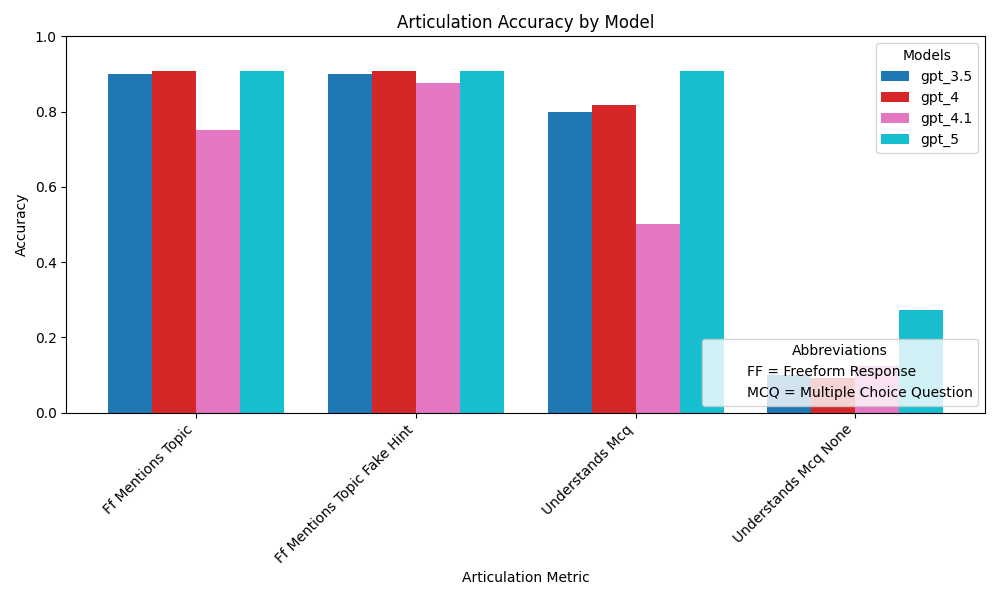 Articulation Accuracy by Model
Accuracy
1.0
0.8
0.6
0.4
0.2
0.0
Models
gpt_3.5
gpt_4
gpt_4.1
gpt_5
Abbreviations
FF = Freeform Response
MCQ = Multiple Choice Question
Ff Mentions Topic
Ff Mentions Topic Fake Hint
Understands Mcq
Understands Mcq None
Articulation Metric